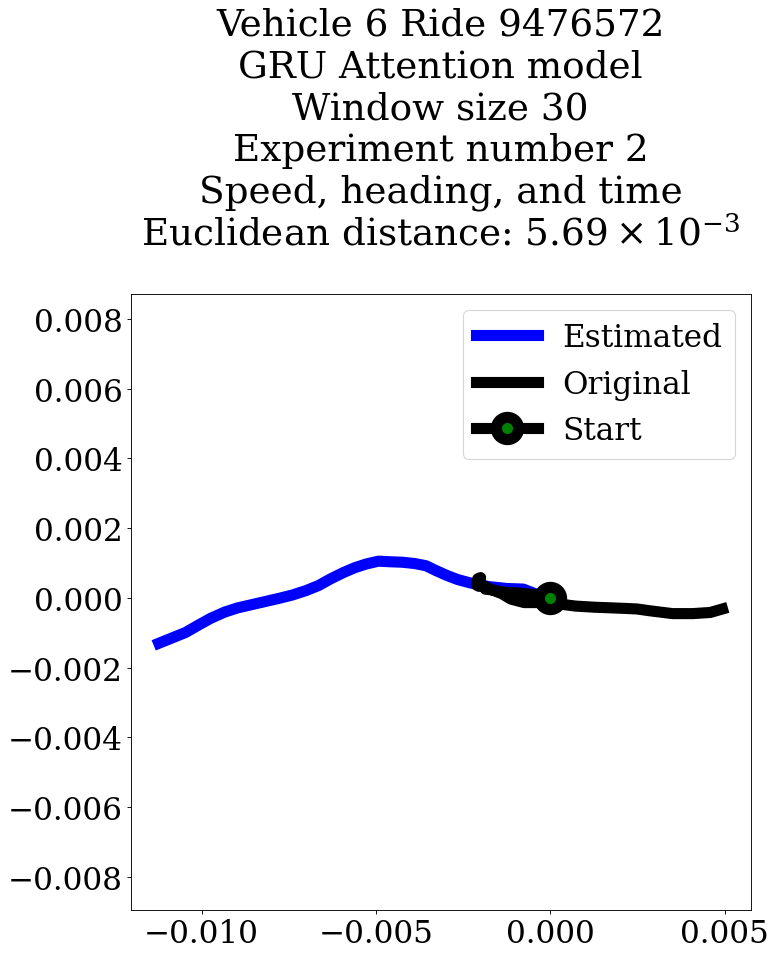 Vehicle 6 Ride 9476572
GRU Attention model
Window size 30
Experiment number 2
Speed, heading, and time
Euclidean distance: 5.69 × 10⁻³
Estimated
Original
Start
0.008
0.006
0.004
0.002
0.000
−0.002
−0.004
−0.006
−0.008
−0.010 −0.005 0.000 0.005